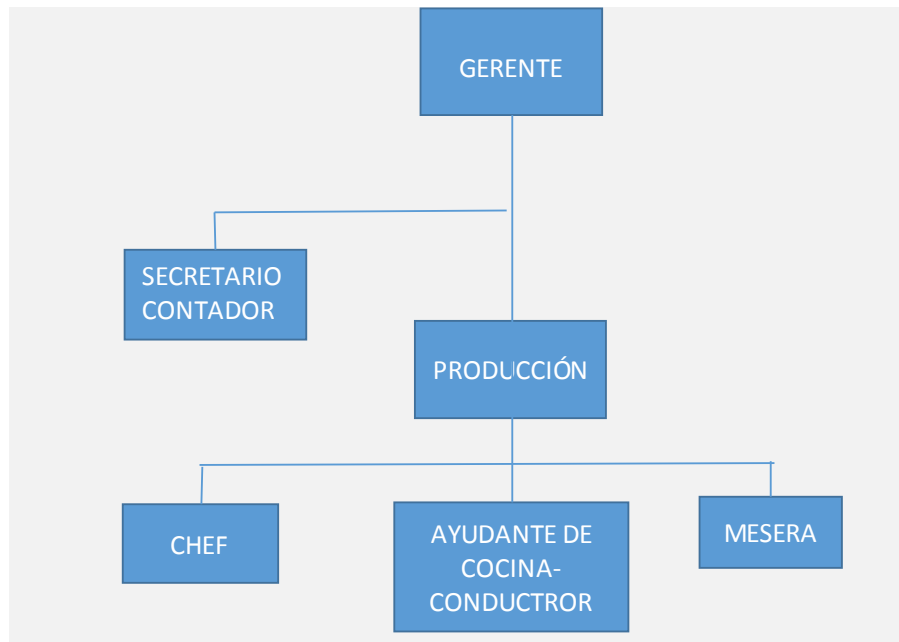 GERENTE
SECRETARIO
CONTADOR
PRODUCCIÓN
CHEF
AYUDANTE DE
COCINA-
CONDUCTROR
MESERA